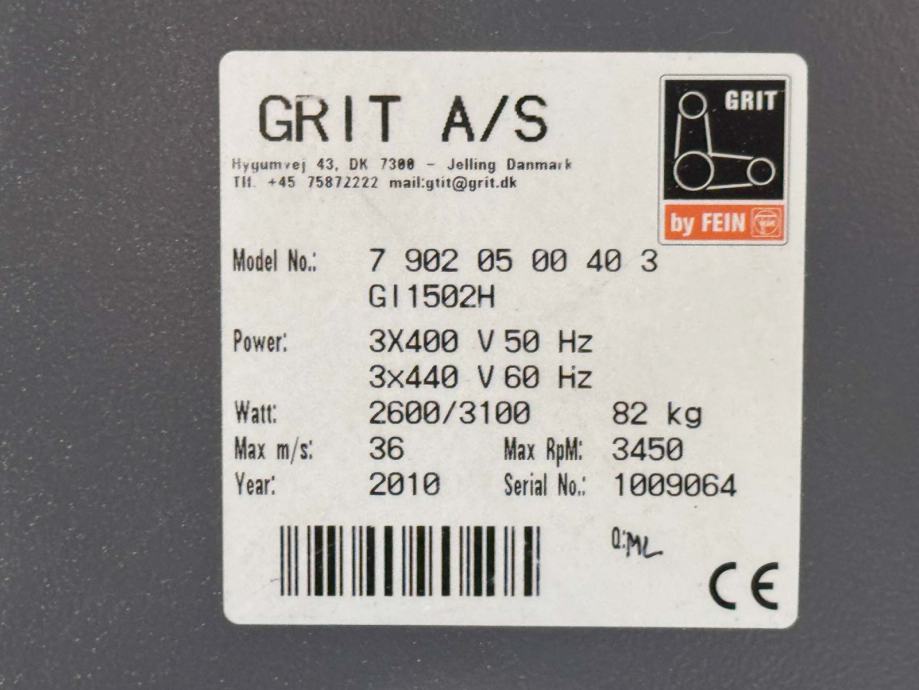 GRIT A/S
Hygumvej 43, DK 7300 - Jelling Danmark
Tlf. +45 75872222 mail:gtit@grit.dk
GRIT
by FEIN
Model No.: 7 902 05 00 40 3
GI1502H
Power: 3X400 V 50 Hz
3x440 V 60 Hz
Watt: 2600/3100 82 kg
Max m/s: 36 Max RpM: 3450
Year: 2010 Serial No.: 1009064
Q:ML
CE